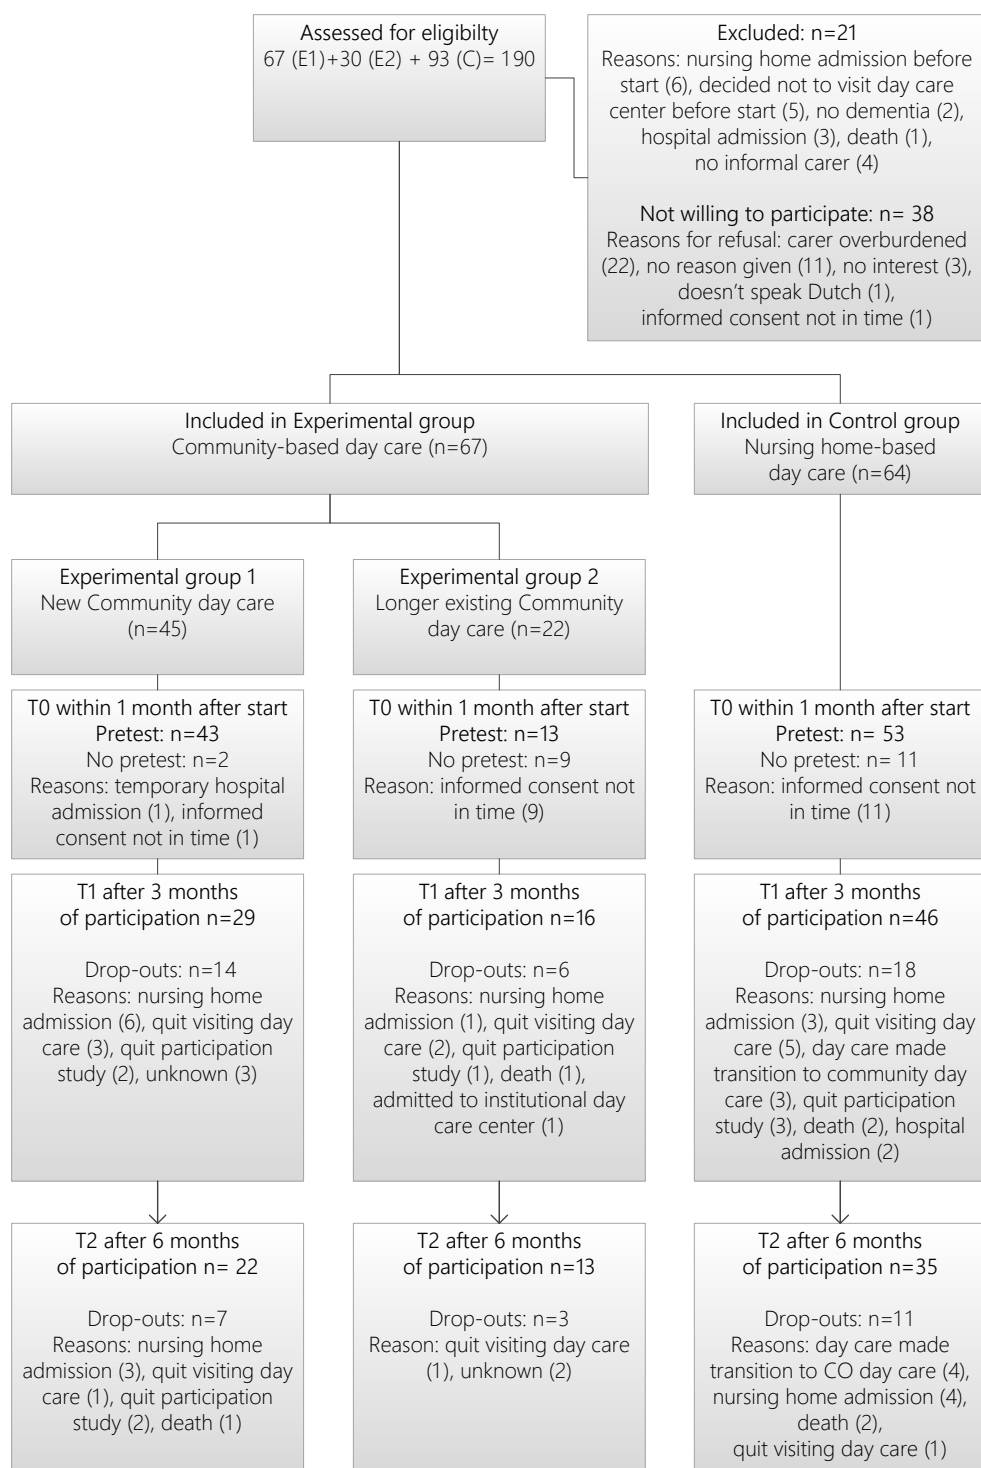 Assessed for eligibilty
67 (E1)+30 (E2) + 93 (C)= 190
Excluded: n=21
Reasons: nursing home admission before
start (6), decided not to visit day care
center before start (5), no dementia (2),
hospital admission (3), death (1),
no informal carer (4)
Not willing to participate: n= 38
Reasons for refusal: carer overburdened
(22), no reason given (11), no interest (3),
doesn't speak Dutch (1),
informed consent not in time (1)
Included in Experimental group
Community-based day care (n=67)
Included in Control group
Nursing home-based
day care (n=64)
Experimental group 1
New Community day care
(n=45)
Experimental group 2
Longer existing Community
day care (n=22)
T0 within 1 month after start
Pretest: n=43
No pretest: n=2
Reasons: temporary hospital
admission (1), informed
consent not in time (1)
T0 within 1 month after start
Pretest: n=13
No pretest: n=9
Reason: informed consent not
in time (9)
T0 within 1 month after start
Pretest: n= 53
No pretest: n= 11
Reason: informed consent not
in time (11)
T1 after 3 months
of participation n=29
Drop-outs: n=14
Reasons: nursing home
admission (6), quit visiting day
care (3), quit participation
study (2), unknown (3)
T1 after 3 months
of participation n=16
Drop-outs: n=6
Reasons: nursing home
admission (1), quit visiting day
care (2), quit participation
study (1), death (1),
admitted to institutional day
care center (1)
T1 after 3 months
of participation n=46
Drop-outs: n=18
Reasons: nursing home
admission (3), quit visiting day
care (5), day care made
transition to community day
care (3), quit participation
study (3), death (2), hospital
admission (2)
T2 after 6 months
of participation n= 22
Drop-outs: n=7
Reasons: nursing home
admission (3), quit visiting day
care (1), quit participation
study (2), death (1)
T2 after 6 months
of participation n=13
Drop-outs: n=3
Reason: quit visiting day care
(1), unknown (2)
T2 after 6 months
of participation n=35
Drop-outs: n=11
Reasons: day care made
transition to CO day care (4),
nursing home admission (4),
death (2),
quit visiting day care (1)